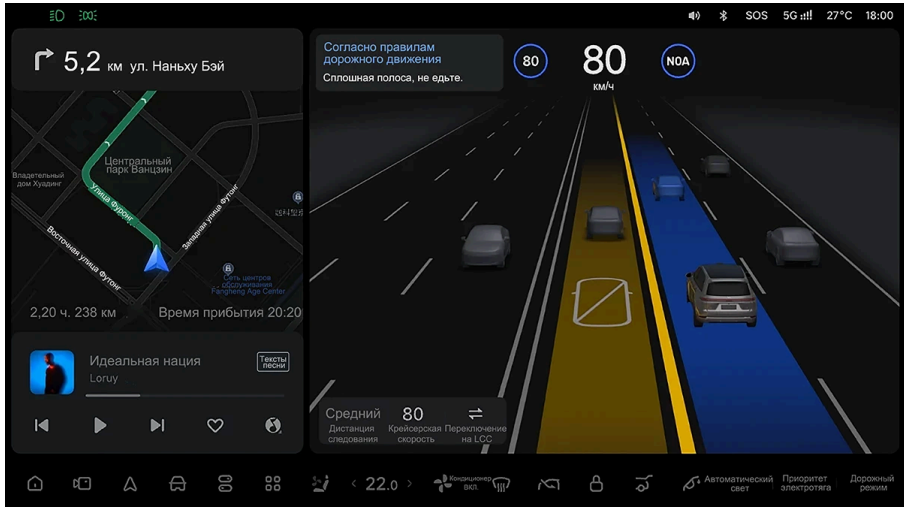 SOS 5G 27°C 18:00
5,2 км ул. Наньху Бэй
Согласно правилам
дорожного движения
Сплошная полоса, не едьте.
80
80
км/ч
NOA
Центральный
парк Ванцзин
Владетельный
дом Хуадинг
Улица Фуронг
Западная улица Футонг
Восточная улица Футонг
Сеть центров
обслуживания
Fangheng Age Center
2,20 ч. 238 км
Время прибытия 20:20
Идеальная нация
Loruy
Тексты
песни
Средний
Дистанция
следования
80
Крейсерская
скорость
Переключение
на LCC
22.0
Кондиционер
вкл.
Автоматический
свет
Приоритет
электротяга
Дорожный
режим